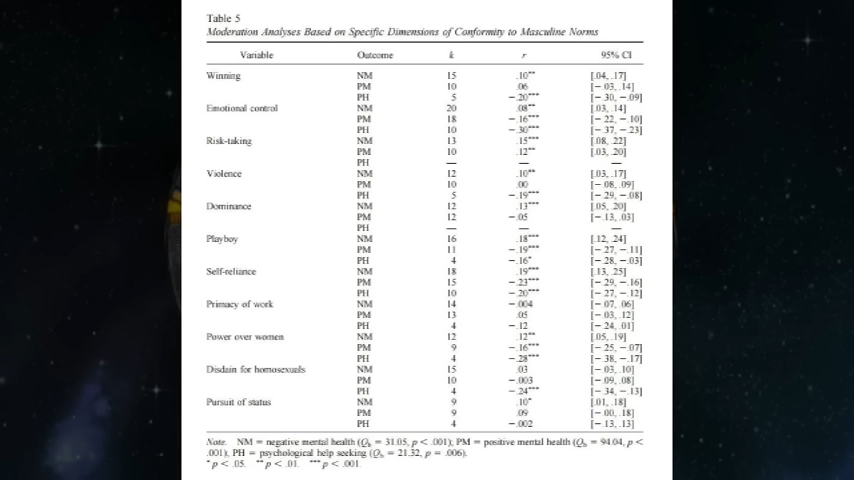 Table 5
Moderation Analyses Based on Specific Dimensions of Conformity to Masculine Norms
Variable Outcome k r 95% CI
Winning NM 15 .10** [.04, .17]
PM 10 .06 [−.03, .14]
PH 5 −.20*** [−.30, −.09]
Emotional control NM 20 .08** [.03, .14]
PM 18 −.16*** [−.22, −.10]
PH 10 −.30*** [−.37, −.23]
Risk-taking NM 13 .15*** [.08, .22]
PM 10 .12** [.03, .20]
PH — — —
Violence NM 12 .10** [.03, .17]
PM 10 .00 [−.08, .09]
PH 5 −.19*** [−.29, −.08]
Dominance NM 12 .13*** [.05, .20]
PM 12 −.05 [−.13, .03]
PH — — —
Playboy NM 16 .18*** [.12, .24]
PM 11 −.19*** [−.27, −.11]
PH 4 −.16* [−.28, −.03]
Self-reliance NM 18 .19*** [.13, .25]
PM 15 −.23*** [−.29, −.16]
PH 10 −.20*** [−.27, −.12]
Primacy of work NM 14 −.004 [−.07, .06]
PM 13 .05 [−.03, .12]
PH 4 −.12 [−.24, .01]
Power over women NM 12 .12** [.05, .19]
PM 9 −.16*** [−.25, −.07]
PH 4 −.28*** [−.38, −.17]
Disdain for homosexuals NM 15 .03 [−.03, .10]
PM 10 −.003 [−.09, .08]
PH 4 −.24*** [−.34, −.13]
Pursuit of status NM 9 .10* [.01, .18]
PM 9 .09 [−.00, .18]
PH 4 −.002 [−.13, .13]
Note. NM = negative mental health (Qb = 31.05, p < .001); PM = positive mental health (Qb = 94.04, p <
.001), PH = psychological help seeking (Qb = 21.32, p = .006).
*p < .05. **p < .01. ***p < .001.